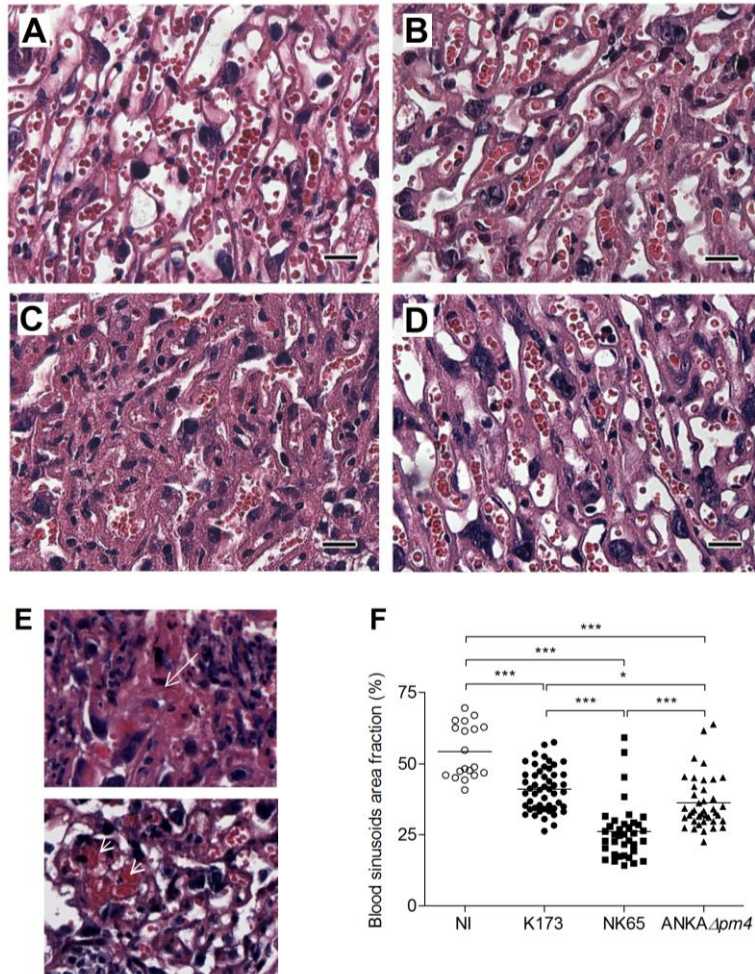 A
B
C
D
E
F
***
***
***
*
***
***
Blood sinusoids area fraction (%)
75
50
25
0
NI
K173
NK65
ANKAΔpm4